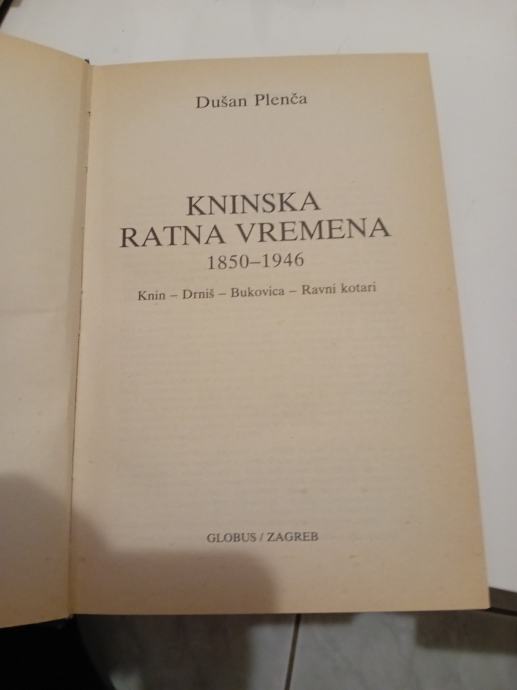 Dušan Plenča
KNINSKA
RATNA VREMENA
1850–1946
Knin – Drniš – Bukovica – Ravni kotari
GLOBUS / ZAGREB